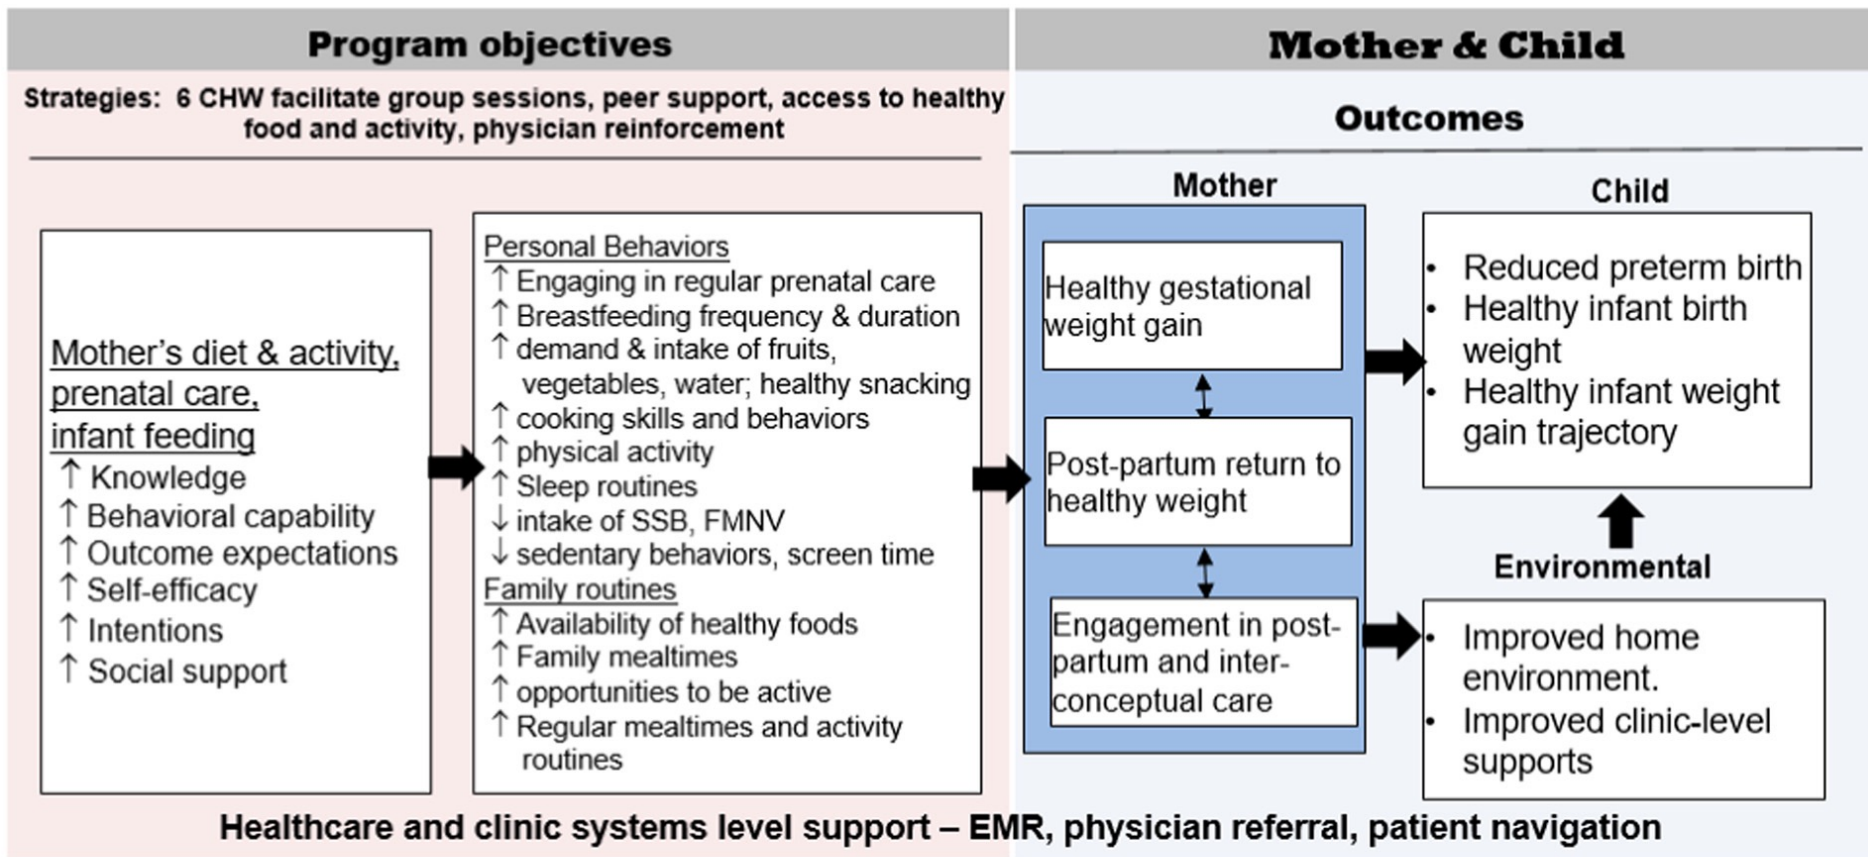 Program objectives
Strategies:  6 CHW facilitate group sessions, peer support, access to healthy
food and activity, physician reinforcement
Mother’s diet & activity,
prenatal care,
infant feeding
↑ Knowledge
↑ Behavioral capability
↑ Outcome expectations
↑ Self-efficacy
↑ Intentions
↑ Social support
Personal Behaviors
↑ Engaging in regular prenatal care
↑ Breastfeeding frequency & duration
↑ demand & intake of fruits,
vegetables, water; healthy snacking
↑ cooking skills and behaviors
↑ physical activity
↑ Sleep routines
↓ intake of SSB, FMNV
↓ sedentary behaviors, screen time
Family routines
↑ Availability of healthy foods
↑ Family mealtimes
↑ opportunities to be active
↑ Regular mealtimes and activity
routines
Mother & Child
Outcomes
Mother
Healthy gestational
weight gain
Post-partum return to
healthy weight
Engagement in post-
partum and inter-
conceptual care
Child
• Reduced preterm birth
• Healthy infant birth
weight
• Healthy infant weight
gain trajectory
Environmental
• Improved home
environment.
• Improved clinic-level
supports
Healthcare and clinic systems level support – EMR, physician referral, patient navigation